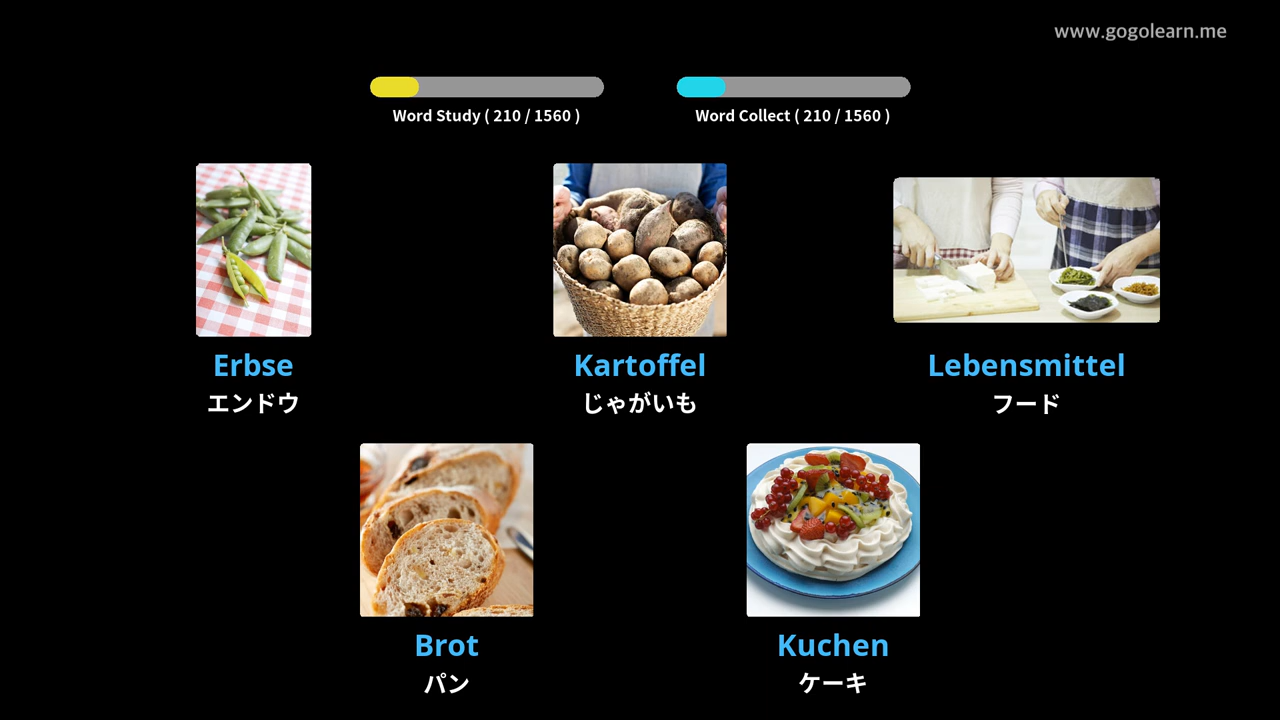 www.gogolearn.me
Word Study ( 210 / 1560 )
Word Collect ( 210 / 1560 )
Erbse
エンドウ
Kartoffel
じゃがいも
Lebensmittel
フード
Brot
パン
Kuchen
ケーキ